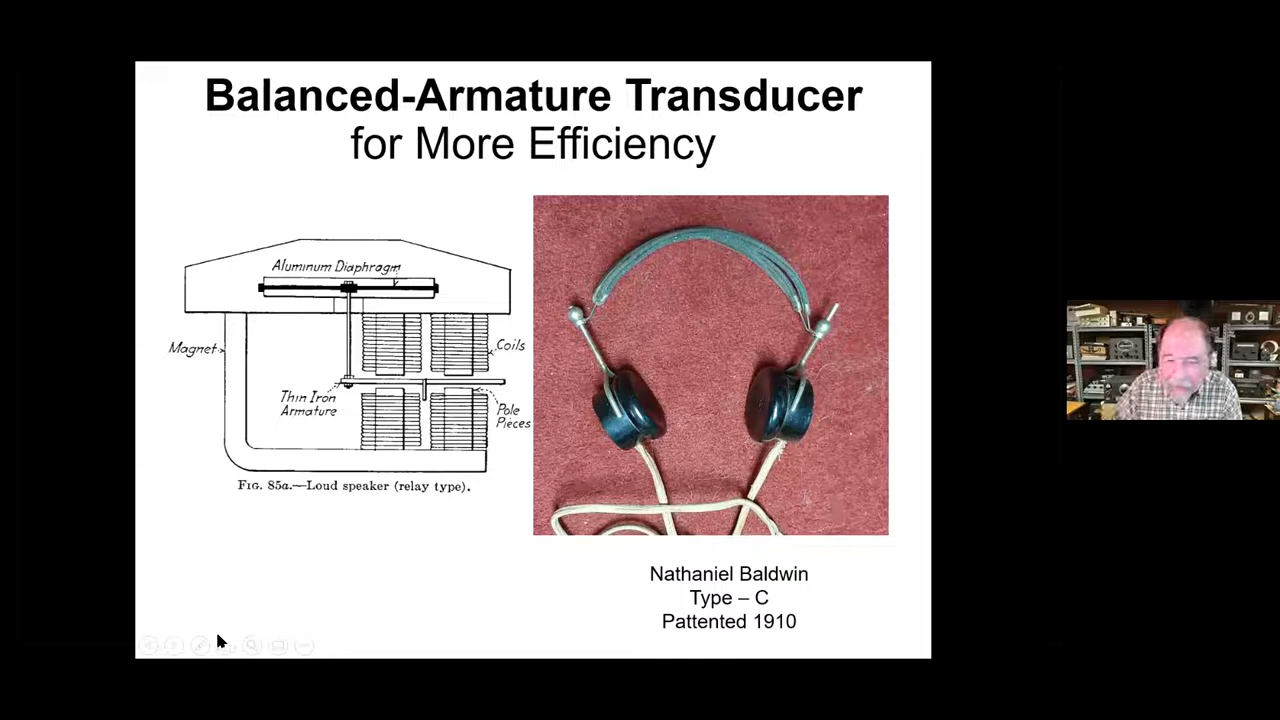 Balanced-Armature Transducer
for More Efficiency
Aluminum Diaphragm
Magnet
Coils
Thin Iron
Armature
Pole
Pieces
FIG. 85a.—Loud speaker (relay type).
Nathaniel Baldwin
Type – C
Pattented 1910